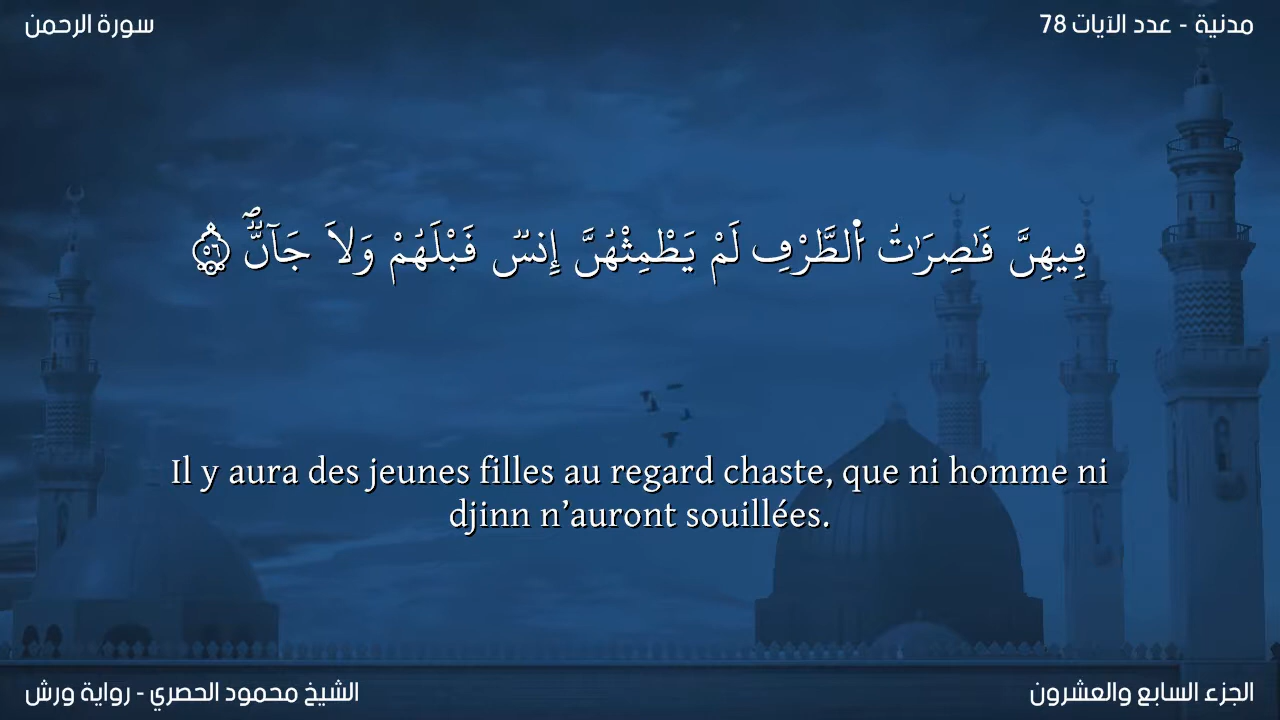 سورة الرحمن
مدنية - عدد الآيات 78
فِيهِنَّ قَٰصِرَٰتُ اُ۬لطَّرْفِ لَمْ يَطْمِثْهُنَّ إِنسٞ قَبْلَهُمْ وَلَا جَآنّٞۖ ٥٦
Il y aura des jeunes filles au regard chaste, que ni homme ni
djinn n’auront souillées.
الشيخ محمود الحصري - رواية ورش
الجزء السابع والعشرون